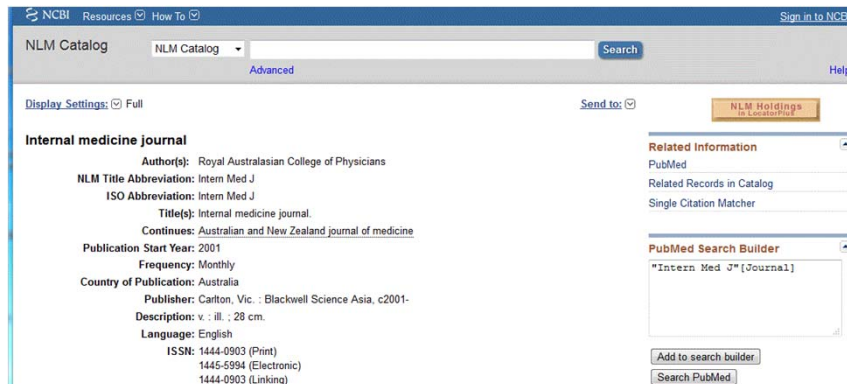 NCBI Resources How To Sign in to NCB
NLM Catalog NLM Catalog Search
Advanced Help
Display Settings: Full Send to:
NLM Holdings
in LocatorPlus
Internal medicine journal
Author(s): Royal Australasian College of Physicians
NLM Title Abbreviation: Intern Med J
ISO Abbreviation: Intern Med J
Title(s): Internal medicine journal.
Continues: Australian and New Zealand journal of medicine
Publication Start Year: 2001
Frequency: Monthly
Country of Publication: Australia
Publisher: Carlton, Vic. : Blackwell Science Asia, c2001-
Description: v. : ill. ; 28 cm.
Language: English
ISSN: 1444-0903 (Print)
1445-5994 (Electronic)
1444-0903 (Linking)
Related Information
PubMed
Related Records in Catalog
Single Citation Matcher
PubMed Search Builder
"Intern Med J"[Journal]
Add to search builder
Search PubMed